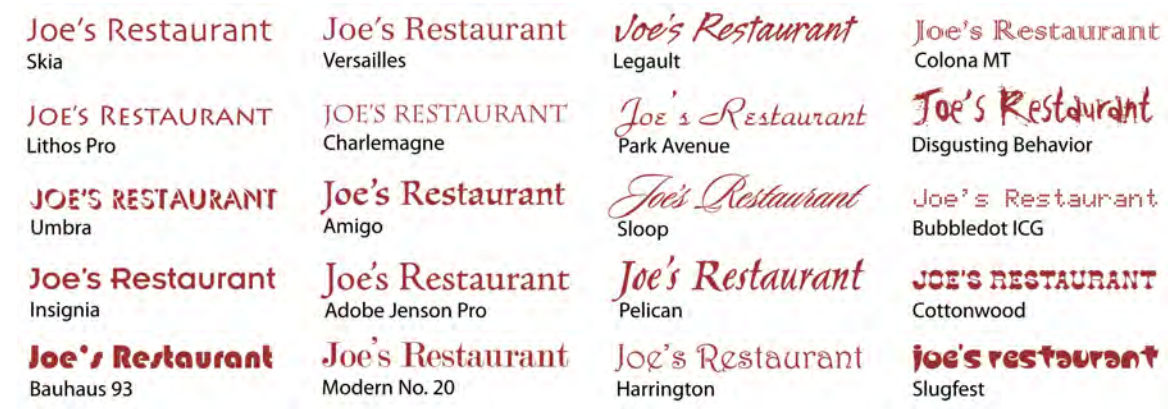 Joe's Restaurant
Skia
JOE'S RESTAURANT
Lithos Pro
JOE'S RESTAURANT
Umbra
Joe's Restaurant
Insignia
Joe's Restaurant
Bauhaus 93
Joe's Restaurant
Versailles
JOE'S RESTAURANT
Charlemagne
Joe's Restaurant
Amigo
Joe's Restaurant
Adobe Jenson Pro
Joe's Restaurant
Modern No. 20
Joe's Restaurant
Legault
Joe's Restaurant
Park Avenue
Joe's Restaurant
Sloop
Joe's Restaurant
Pelican
Joe's Restaurant
Harrington
Joe's Restaurant
Colona MT
Joe's Restaurant
Disgusting Behavior
Joe's Restaurant
Bubbledot ICG
JOE'S RESTAURANT
Cottonwood
joe's restaurant
Slugfest